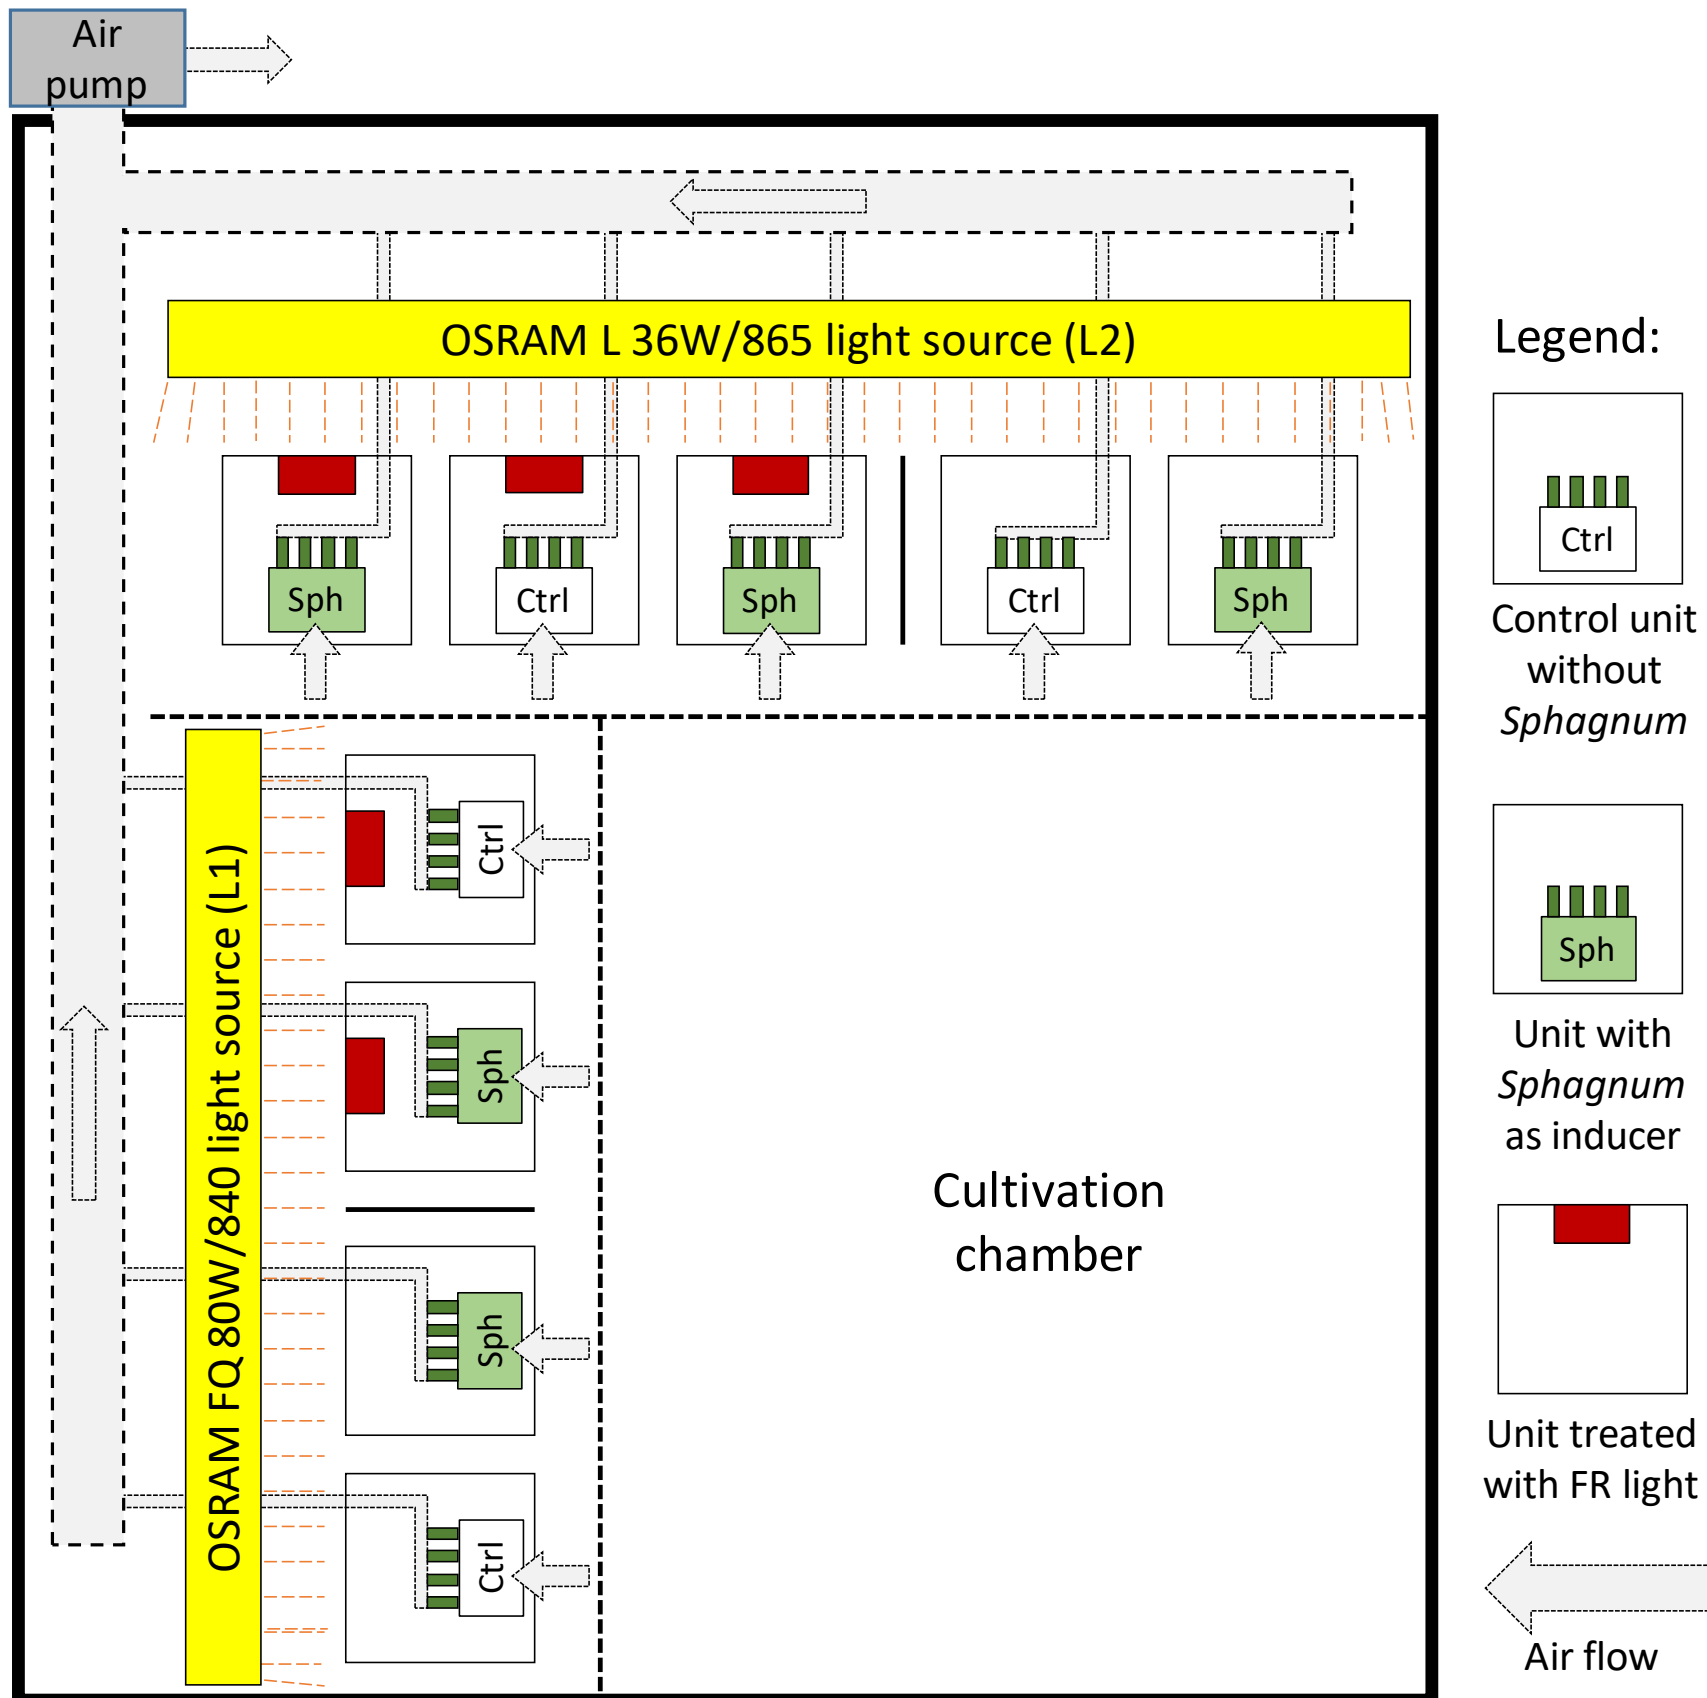 Air
pump
OSRAM L 36W/865 light source (L2)
Sph
Ctrl
Sph
Ctrl
Sph
OSRAM FQ 80W/840 light source (L1)
Ctrl
Sph
Sph
Ctrl
Cultivation
chamber
Legend:
Ctrl
Control unit
without
Sphagnum
Sph
Unit with
Sphagnum
as inducer
Unit treated
with FR light
Air flow